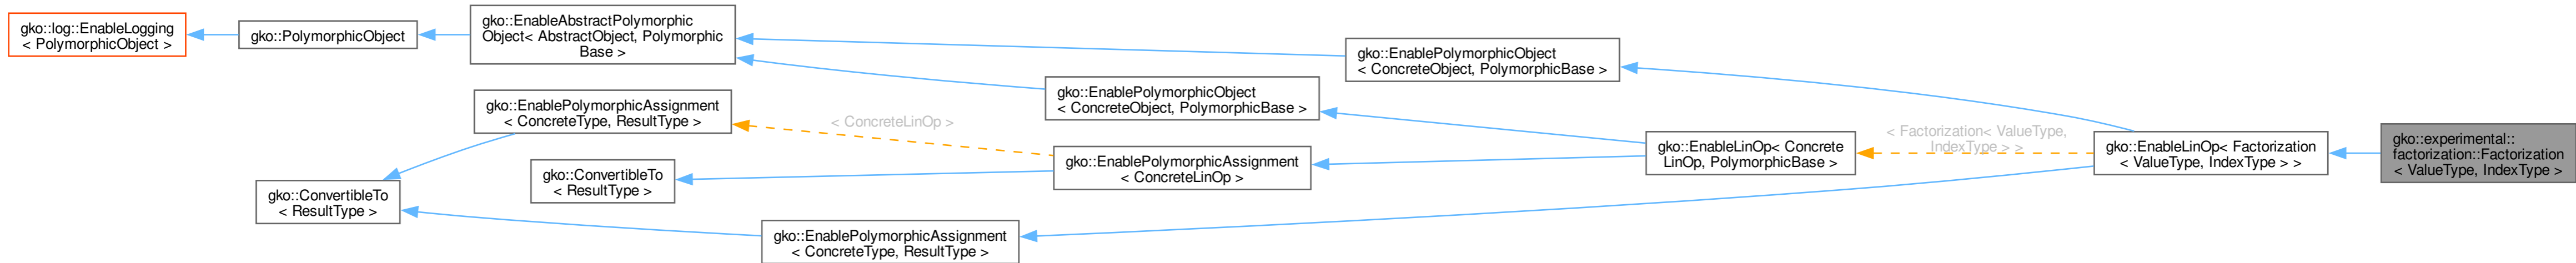 gko::log::EnableLogging
< PolymorphicObject >
gko::PolymorphicObject
gko::EnableAbstractPolymorphic
Object< AbstractObject, Polymorphic
Base >
gko::EnablePolymorphicObject
< ConcreteObject, PolymorphicBase >
gko::EnablePolymorphicObject
< ConcreteObject, PolymorphicBase >
gko::EnablePolymorphicAssignment
< ConcreteType, ResultType >
< ConcreteLinOp >
gko::EnablePolymorphicAssignment
< ConcreteLinOp >
gko::ConvertibleTo
< ResultType >
gko::ConvertibleTo
< ResultType >
gko::EnablePolymorphicAssignment
< ConcreteType, ResultType >
gko::EnableLinOp< Concrete
LinOp, PolymorphicBase >
< Factorization< ValueType,
IndexType > >
gko::EnableLinOp< Factorization
< ValueType, IndexType > >
gko::experimental::
factorization::Factorization
< ValueType, IndexType >